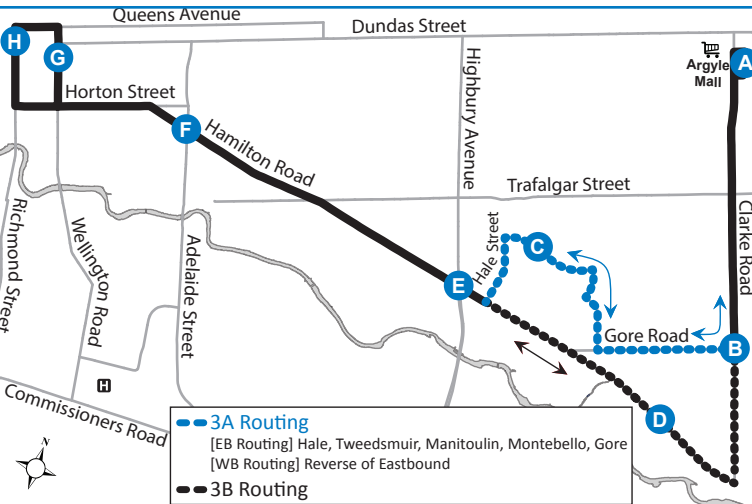 Queens Avenue
Dundas Street
H
G
Argyle
Mall
A
Horton Street
Highbury Avenue
F
Hamilton Road
Trafalgar Street
Richmond Street
Wellington Road
Adelaide Street
Hale Street
C
Clarke Road
E
Gore Road
B
H
D
Commissioners Road
N
3A Routing
[EB Routing] Hale, Tweedsmuir, Manitoulin, Montebello, Gore
[WB Routing] Reverse of Eastbound
3B Routing